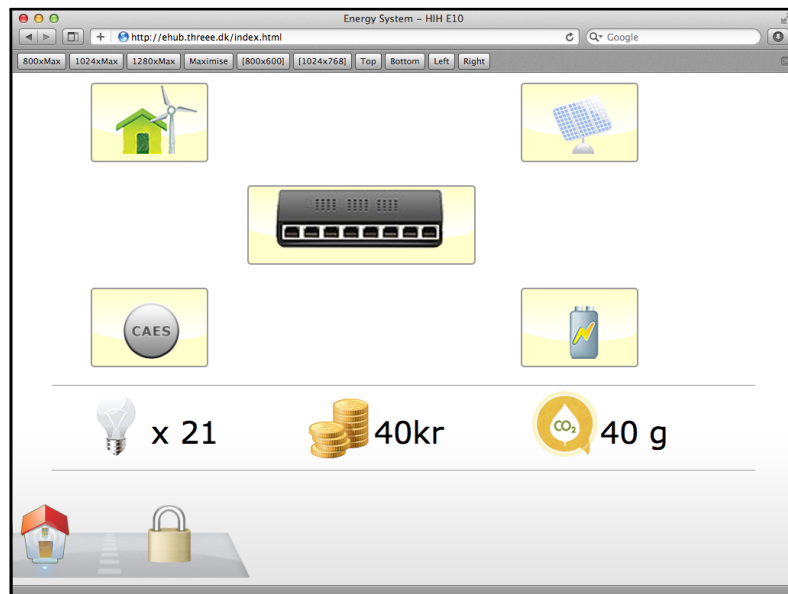 Energy System – HIH E10
http://ehub.threee.dk/index.html
Google
800xMax 1024xMax 1280xMax Maximise [800x600] [1024x768] Top Bottom Left Right
CAES
x 21
40kr
CO₂
40 g